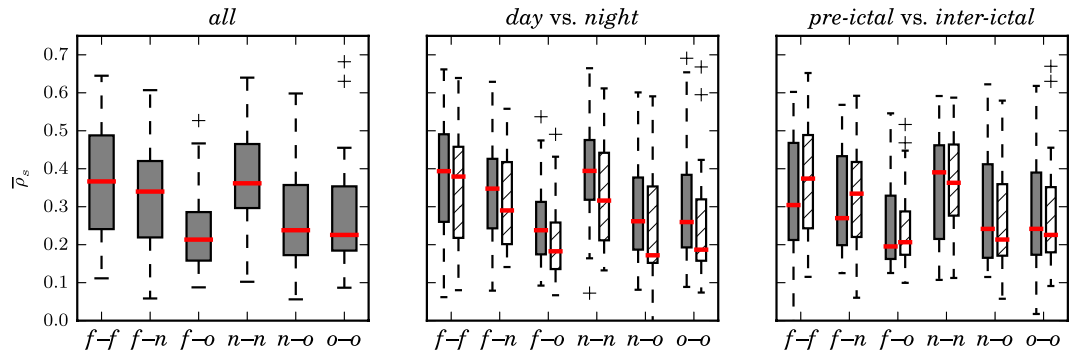 all
day vs. night
pre-ictal vs. inter-ictal
0.7
0.6
0.5
0.4
0.3
0.2
0.1
0.0
ρ̅s
f–f f–n f–o n–n n–o o–o
f–f f–n f–o n–n n–o o–o
f–f f–n f–o n–n n–o o–o